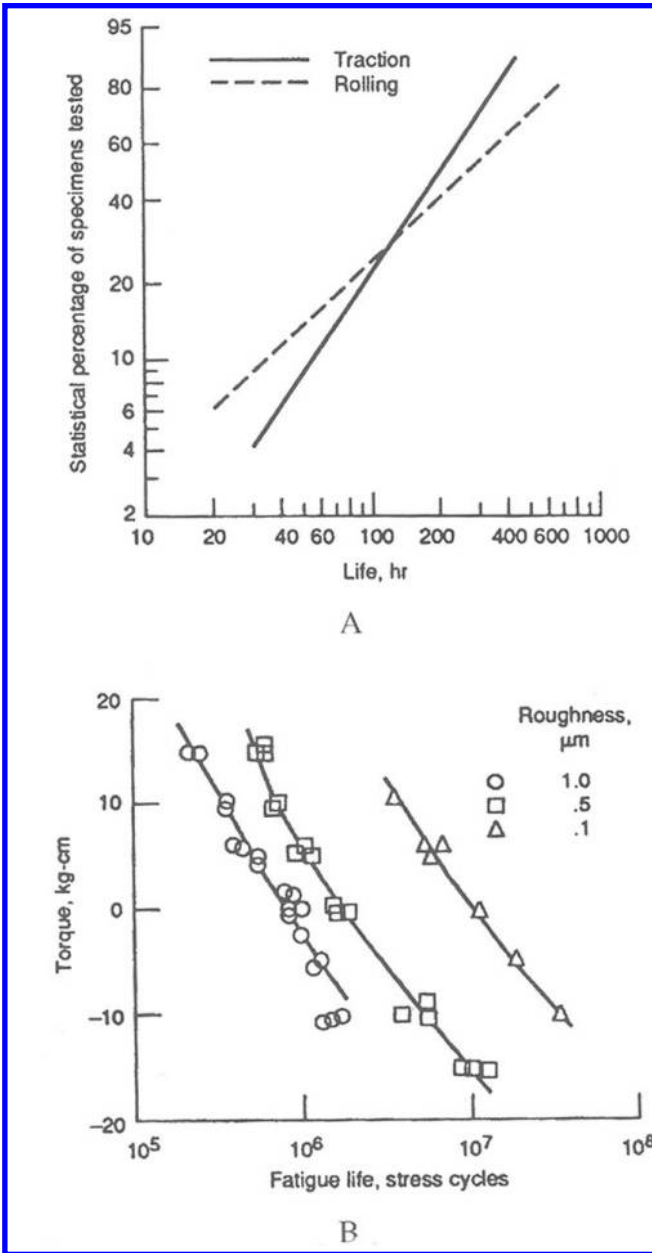 95
80
60
40
20
10
6
4
2
Statistical percentage of specimens tested
Traction
Rolling
10 20 40 60 100 200 400 600 1000
Life, hr
A
20
10
0
-10
-20
Torque, kg-cm
Roughness,
μm
1.0
.5
.1
10⁵ 10⁶ 10⁷ 10⁸
Fatigue life, stress cycles
B